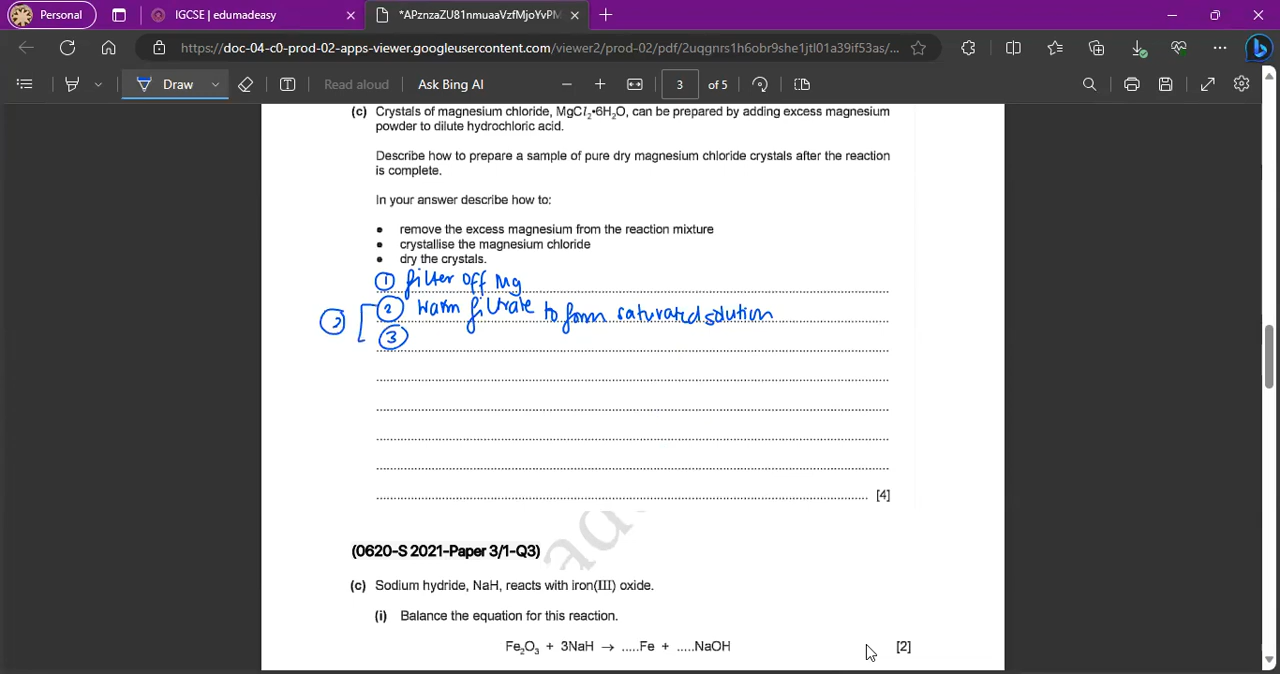 Personal
IGCSE | edumadeasy
*APznzaZU81nmuaaVzfMjoYvPM
https://doc-04-c0-prod-02-apps-viewer.googleusercontent.com/viewer2/prod-02/pdf/2uqgnrs1h6obr9she1jtl01a39if53as/...
Draw
Read aloud
Ask Bing AI
3 of 5
(c) Crystals of magnesium chloride, MgCl₂•6H₂O, can be prepared by adding excess magnesium
powder to dilute hydrochloric acid.
Describe how to prepare a sample of pure dry magnesium chloride crystals after the reaction
is complete.
In your answer describe how to:
• remove the excess magnesium from the reaction mixture
• crystallise the magnesium chloride
• dry the crystals.
① filter off Mg
② warm filtrate to form saturated solution
③
[4]
(0620-S 2021-Paper 3/1-Q3)
(c) Sodium hydride, NaH, reacts with iron(III) oxide.
(i) Balance the equation for this reaction.
Fe₂O₃ + 3NaH → .....Fe + .....NaOH [2]